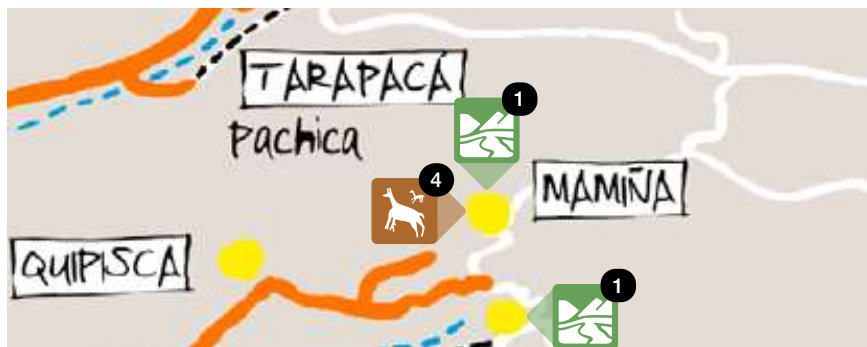 TARAPACÁ
pachica
1
4
MAMIÑA
QUIPISCA
1